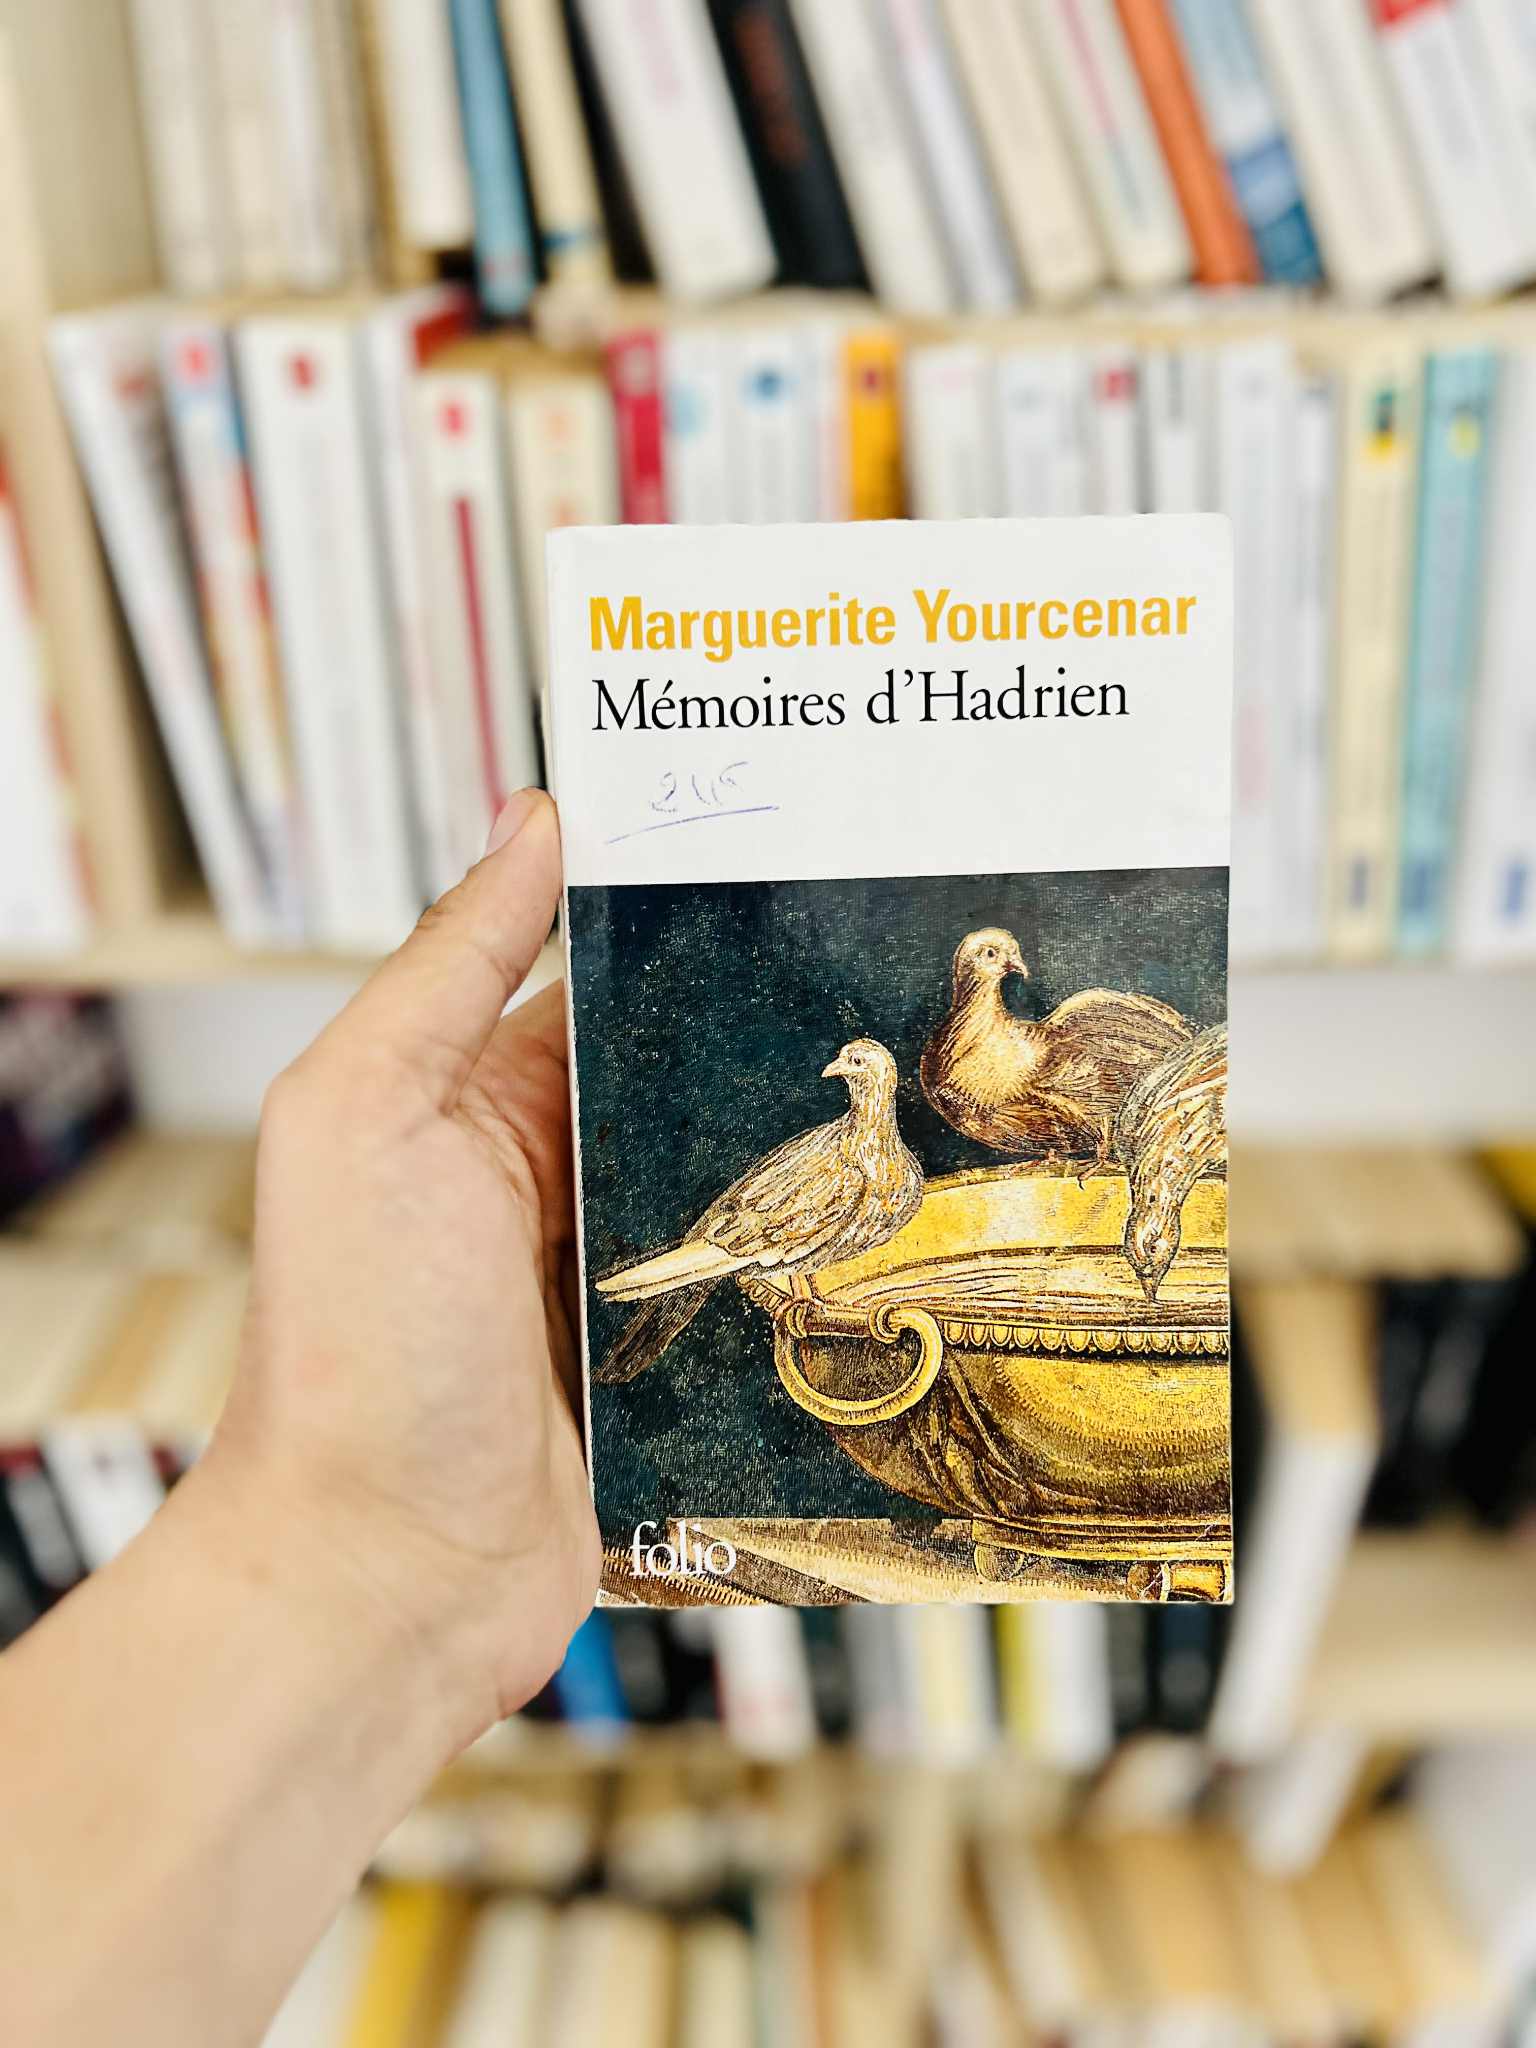 Marguerite Yourcenar
Mémoires d'Hadrien
folio